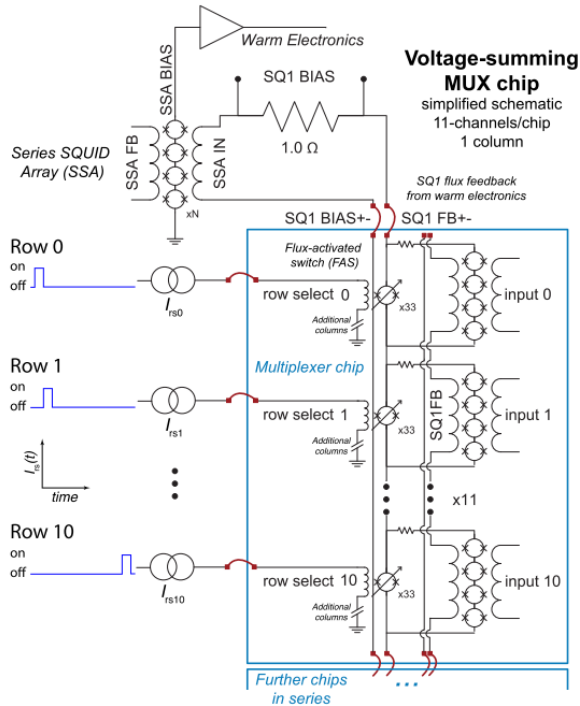 Warm Electronics
SSA BIAS
SQ1 BIAS
1.0 Ω
SSA FB
SSA IN
xN
Series SQUID
Array (SSA)
Voltage-summing
MUX chip
simplified schematic
11-channels/chip
1 column
SQ1 flux feedback
from warm electronics
SQ1 BIAS+-
SQ1 FB+-
Row 0
on
off
Irs0
Flux-activated
switch (FAS)
row select 0
x33
input 0
Additional
columns
Multiplexer chip
Row 1
on
off
Irs1
row select 1
x33
SQ1FB
input 1
Additional
columns
Irs(t)
time
x11
Row 10
on
off
Irs10
row select 10
x33
input 10
Additional
columns
Further chips
in series